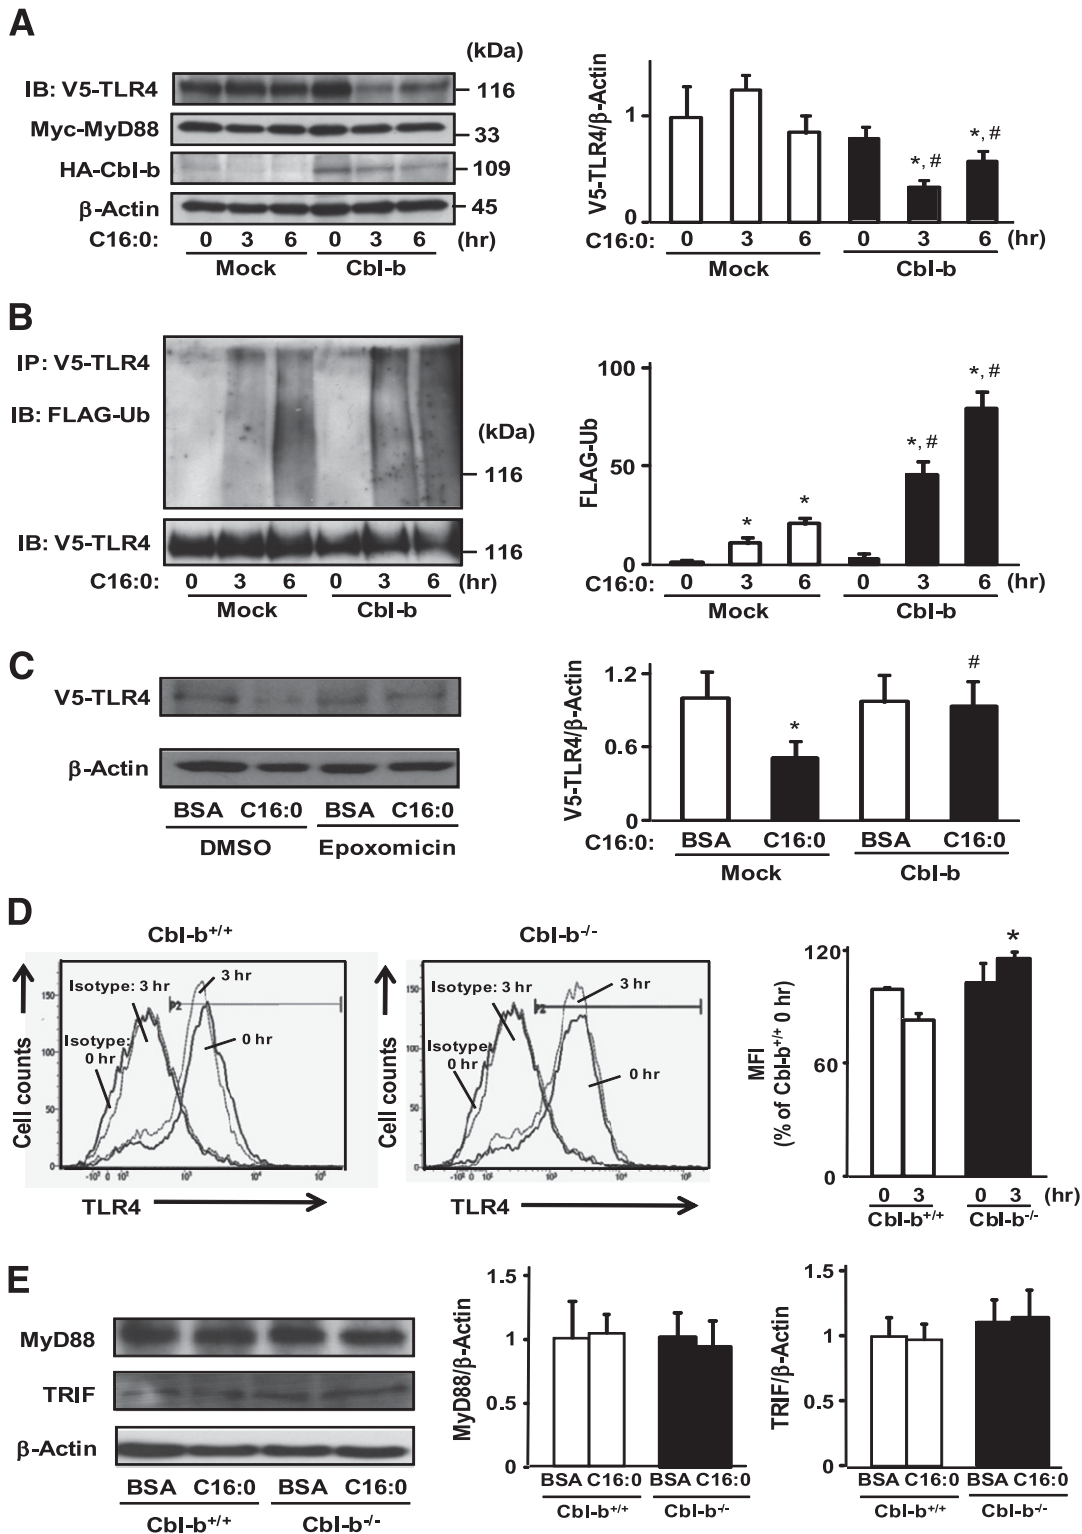 A
(kDa)
IB: V5-TLR4
116
Myc-MyD88
33
HA-Cbl-b
109
β-Actin
45
C16:0: 0 3 6 0 3 6 (hr)
Mock Cbl-b
V5-TLR4/β-Actin
1
0
*, # *, #
C16:0: 0 3 6 0 3 6 (hr)
Mock Cbl-b
B
IP: V5-TLR4
IB: FLAG-Ub
(kDa)
116
IB: V5-TLR4
116
C16:0: 0 3 6 0 3 6 (hr)
Mock Cbl-b
FLAG-Ub
100
50
0
* * *, # *, #
C16:0: 0 3 6 0 3 6 (hr)
Mock Cbl-b
C
V5-TLR4
β-Actin
BSA C16:0 BSA C16:0
DMSO Epoxomicin
V5-TLR4/β-Actin
1.2
0.6
0
* #
C16:0: BSA C16:0 BSA C16:0
Mock Cbl-b
D
Cbl-b+/+
Cell counts
150
100
50
0
Isotype: 3 hr
3 hr
P2
Isotype:
0 hr
0 hr
TLR4
Cbl-b-/-
Cell counts
150
100
50
0
Isotype: 3 hr
3 hr
P2
Isotype:
0 hr
0 hr
TLR4
MFI
(% of Cbl-b+/+ 0 hr)
120
60
0
*
0 3 0 3 (hr)
Cbl-b+/+ Cbl-b-/-
E
MyD88
TRIF
β-Actin
BSA C16:0 BSA C16:0
Cbl-b+/+ Cbl-b-/-
MyD88/β-Actin
1.5
1
0.5
0
BSA C16:0 BSA C16:0
Cbl-b+/+ Cbl-b-/-
TRIF/β-Actin
1.5
1
0.5
0
BSA C16:0 BSA C16:0
Cbl-b+/+ Cbl-b-/-